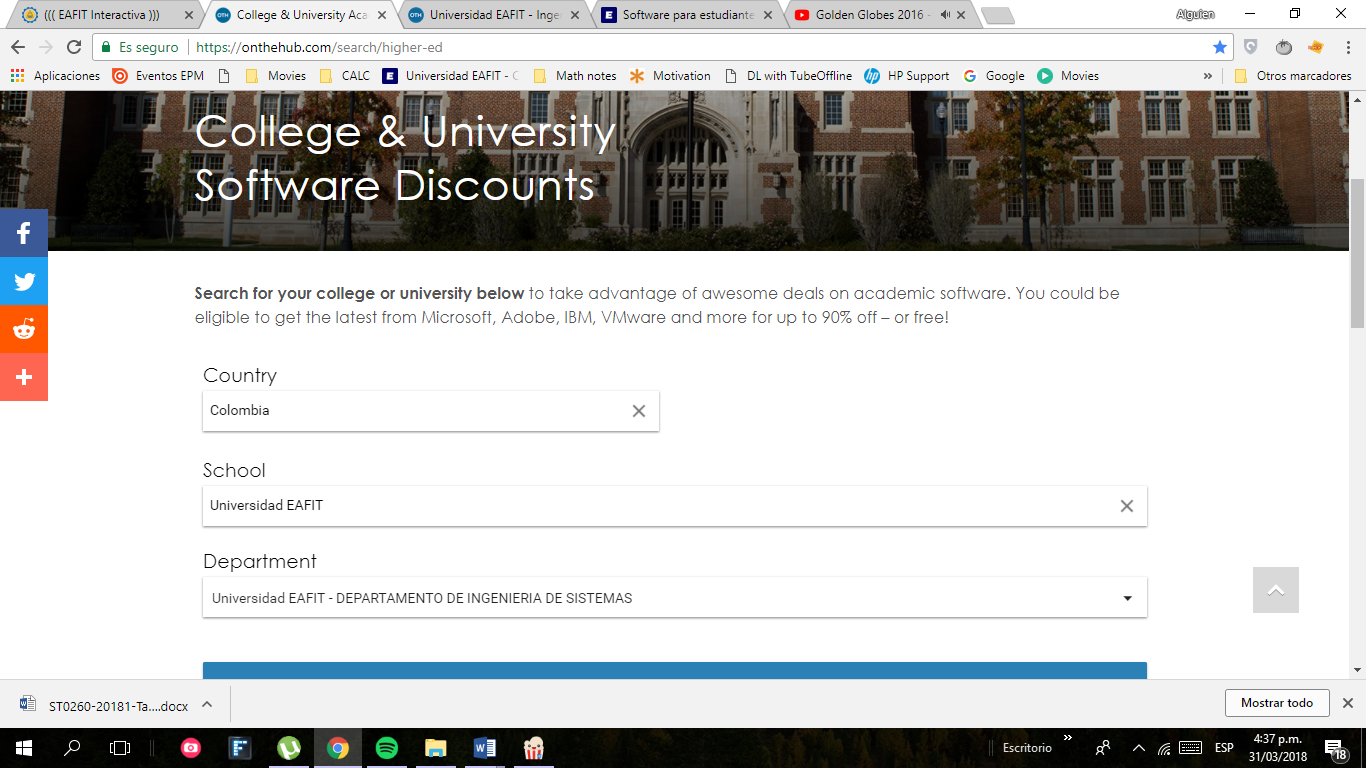 ((( EAFIT Interactiva )))
College & University Aca
Universidad EAFIT - Inge
Software para estudiante
Golden Globes 2016 -
Alguien
Es seguro
https://onthehub.com/search/higher-ed
Aplicaciones
Eventos EPM
Movies
CALC
Universidad EAFIT - C
Math notes
Motivation
DL with TubeOffline
HP Support
Google
Movies
»
Otros marcadores
College & University
Software Discounts
Search for your college or university below to take advantage of awesome deals on academic software. You could be
eligible to get the latest from Microsoft, Adobe, IBM, VMware and more for up to 90% off – or free!
Country
Colombia
School
Universidad EAFIT
Department
Universidad EAFIT - DEPARTAMENTO DE INGENIERIA DE SISTEMAS
ST0260-20181-Ta....docx
Mostrar todo
Escritorio
»
ESP
4:37 p.m.
31/03/2018
18